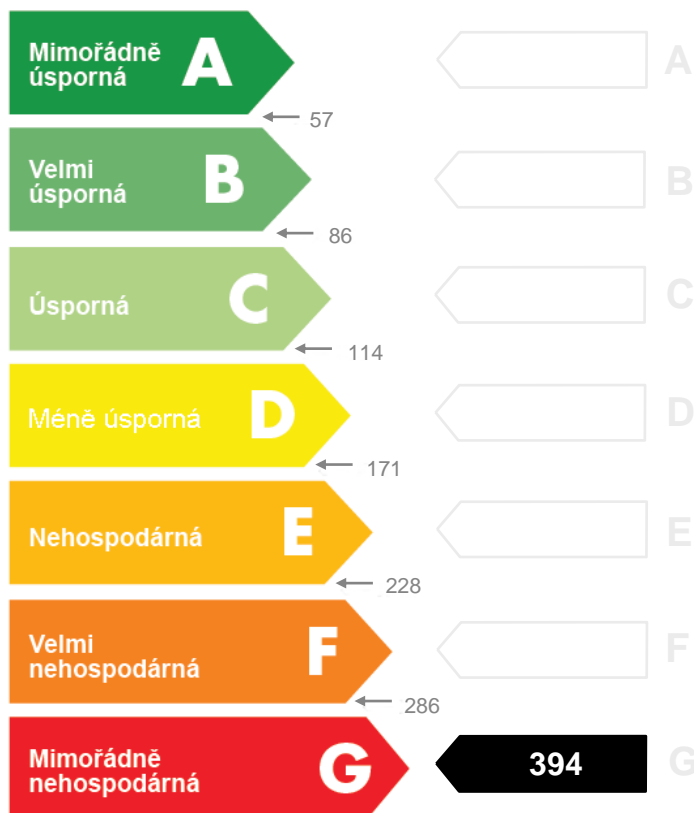 Mimořádně
úsporná
A
A
57
Velmi
úsporná
B
B
86
Úsporná
C
C
114
Méně úsporná
D
D
171
Nehospodárná
E
E
228
Velmi
nehospodárná
F
F
286
Mimořádně
nehospodárná
G
394
G